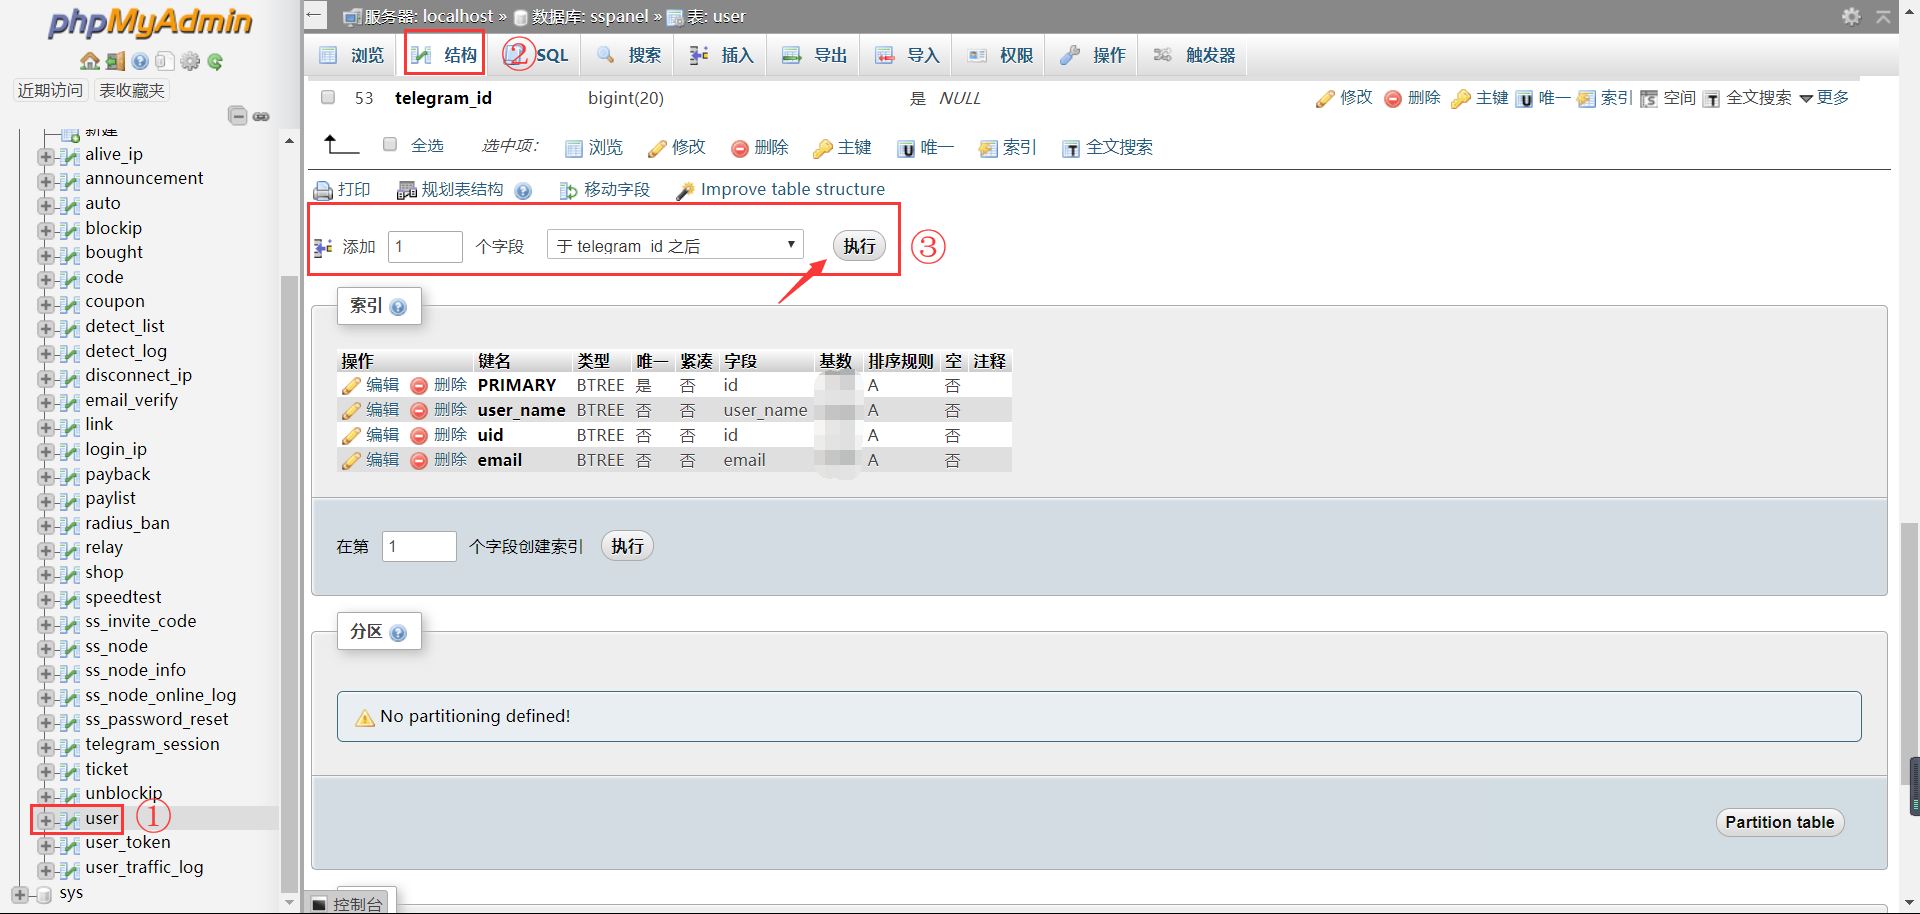 phpMyAdmin
近期访问 表收藏夹
新建
alive_ip
announcement
auto
blockip
bought
code
coupon
detect_list
detect_log
disconnect_ip
email_verify
link
login_ip
payback
paylist
radius_ban
relay
shop
speedtest
ss_invite_code
ss_node
ss_node_info
ss_node_online_log
ss_password_reset
telegram_session
ticket
unblockip
user ①
user_token
user_traffic_log
sys
← 服务器: localhost » 数据库: sspanel » 表: user
浏览 结构 ② SQL 搜索 插入 导出 导入 权限 操作 触发器
53 telegram_id bigint(20) 是 NULL 修改 删除 主键 唯一 索引 空间 全文搜索 更多
全选 选中项: 浏览 修改 删除 主键 唯一 索引 全文搜索
打印 规划表结构 移动字段 Improve table structure
添加 1 个字段 于 telegram_id 之后 执行 ③
索引
操作 键名 类型 唯一 紧凑 字段 基数 排序规则 空 注释
编辑 删除 PRIMARY BTREE 是 否 id A 否
编辑 删除 user_name BTREE 否 否 user_name A 否
编辑 删除 uid BTREE 否 否 id A 否
编辑 删除 email BTREE 否 否 email A 否
在第 1 个字段创建索引 执行
分区
No partitioning defined!
Partition table
控制台